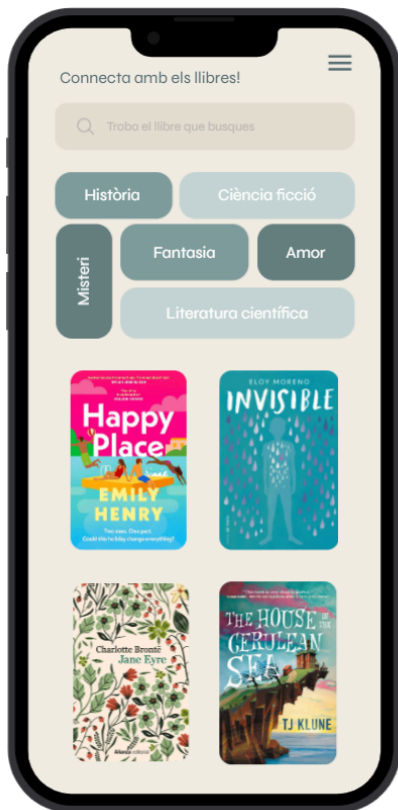 Connecta amb els llibres!
Troba el llibre que busques
Història
Ciència ficció
Misteri
Fantasia
Amor
Literatura científica
Happy
Place
EMILY
HENRY
Two exes. One pact.
Could this holiday change everything?
ELOY MORENO
INVISIBLE
Charlotte Brontë
Jane Eyre
Alianza editorial
THE HOUSE IN THE
CERULEAN
SEA
TJ KLUNE